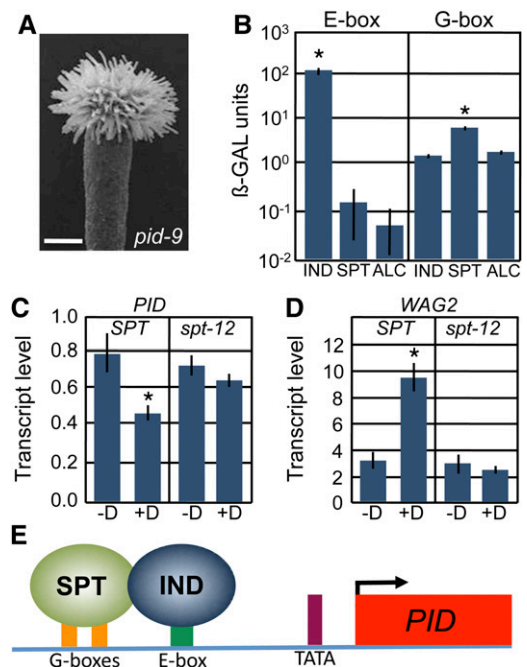 A
pid-9
B
E-box G-box
ß-GAL units
10³
10²
10¹
10⁰
10⁻¹
10⁻²
* *
IND SPT ALC IND SPT ALC
C
PID
SPT spt-12
Transcript level
1.0
0.8
0.6
0.4
0.2
0.0
*
-D +D -D +D
D
WAG2
SPT spt-12
Transcript level
12
10
8
6
4
2
0
*
-D +D -D +D
E
SPT IND
PID
G-boxes E-box TATA